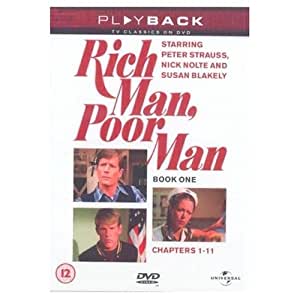 PLAYBACK
TV CLASSICS ON DVD
STARRING
PETER STRAUSS,
NICK NOLTE AND
SUSAN BLAKELY
Rich
Man,
Poor
Man
BOOK ONE
CHAPTERS 1-11
12
DVD
VIDEO
UNIVERSAL